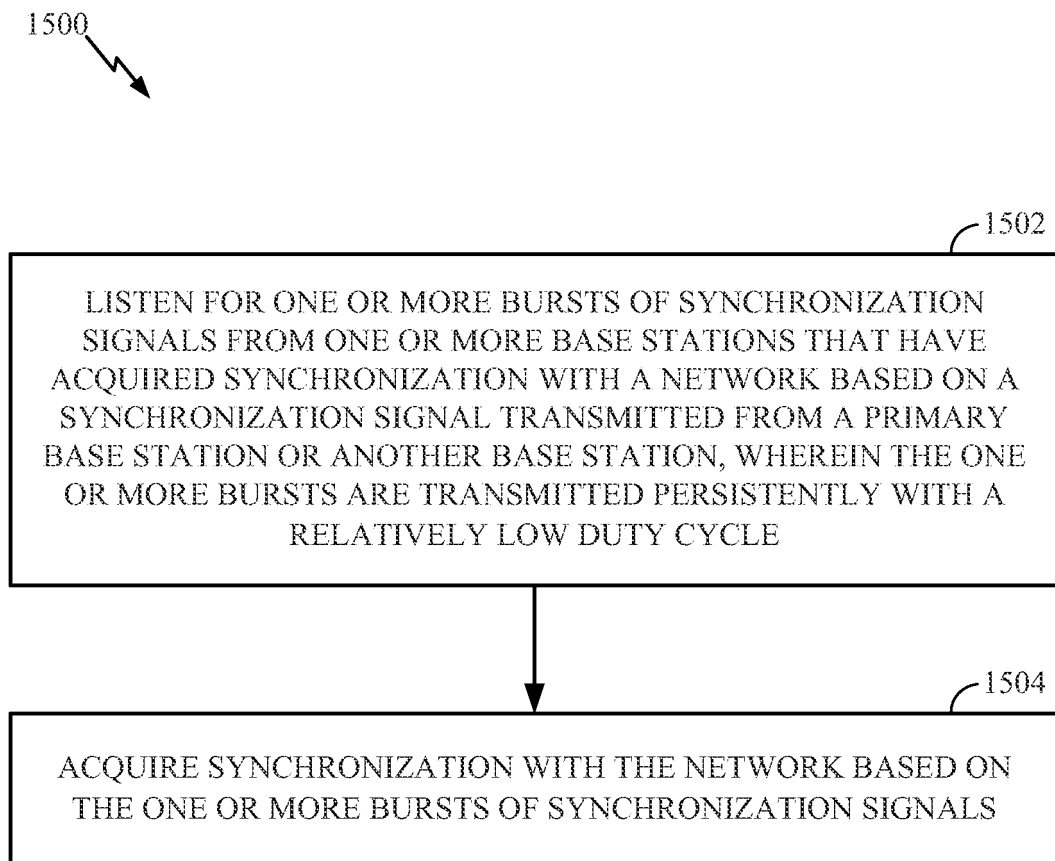 1500
1502
LISTEN FOR ONE OR MORE BURSTS OF SYNCHRONIZATION
SIGNALS FROM ONE OR MORE BASE STATIONS THAT HAVE
ACQUIRED SYNCHRONIZATION WITH A NETWORK BASED ON A
SYNCHRONIZATION SIGNAL TRANSMITTED FROM A PRIMARY
BASE STATION OR ANOTHER BASE STATION, WHEREIN THE ONE
OR MORE BURSTS ARE TRANSMITTED PERSISTENTLY WITH A
RELATIVELY LOW DUTY CYCLE
1504
ACQUIRE SYNCHRONIZATION WITH THE NETWORK BASED ON
THE ONE OR MORE BURSTS OF SYNCHRONIZATION SIGNALS